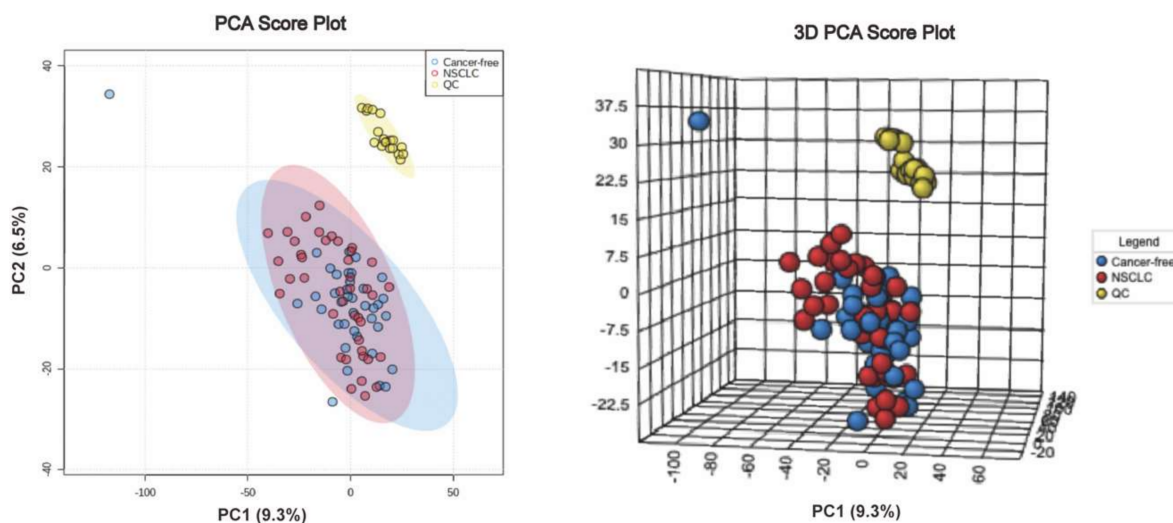 PCA Score Plot
PC2 (6.5%)
40
20
0
-20
-40
-100
-50
0
50
PC1 (9.3%)
Cancer-free
NSCLC
QC
3D PCA Score Plot
37.5
30
22.5
15
7.5
0
-7.5
-15
-22.5
-100
-80
-60
-40
-20
0
20
40
60
-20
PC1 (9.3%)
Legend
Cancer-free
NSCLC
QC